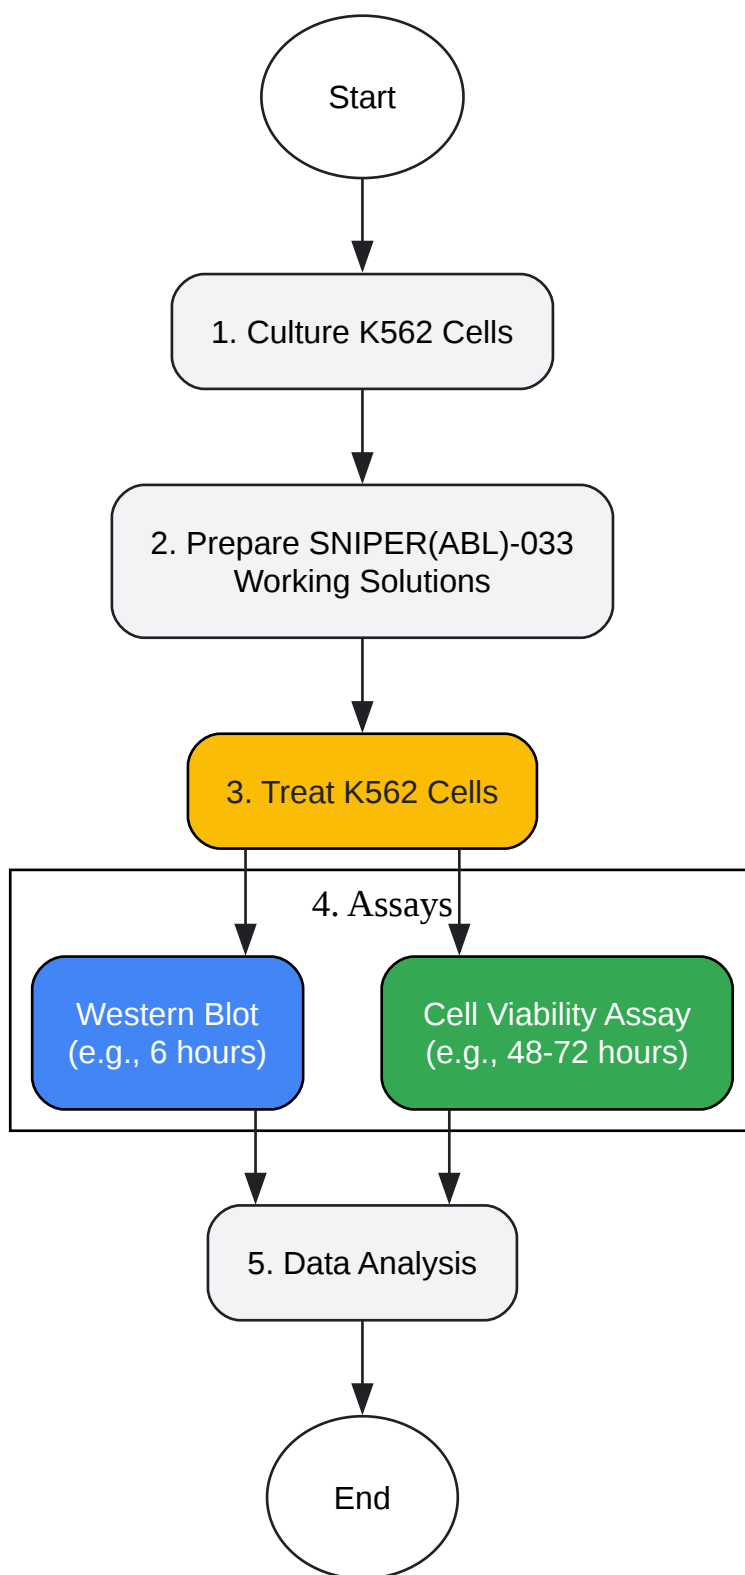 Start
1. Culture K562 Cells
2. Prepare SNIPER(ABL)-033
Working Solutions
3. Treat K562 Cells
4. Assays
Western Blot
(e.g., 6 hours)
Cell Viability Assay
(e.g., 48-72 hours)
5. Data Analysis
End